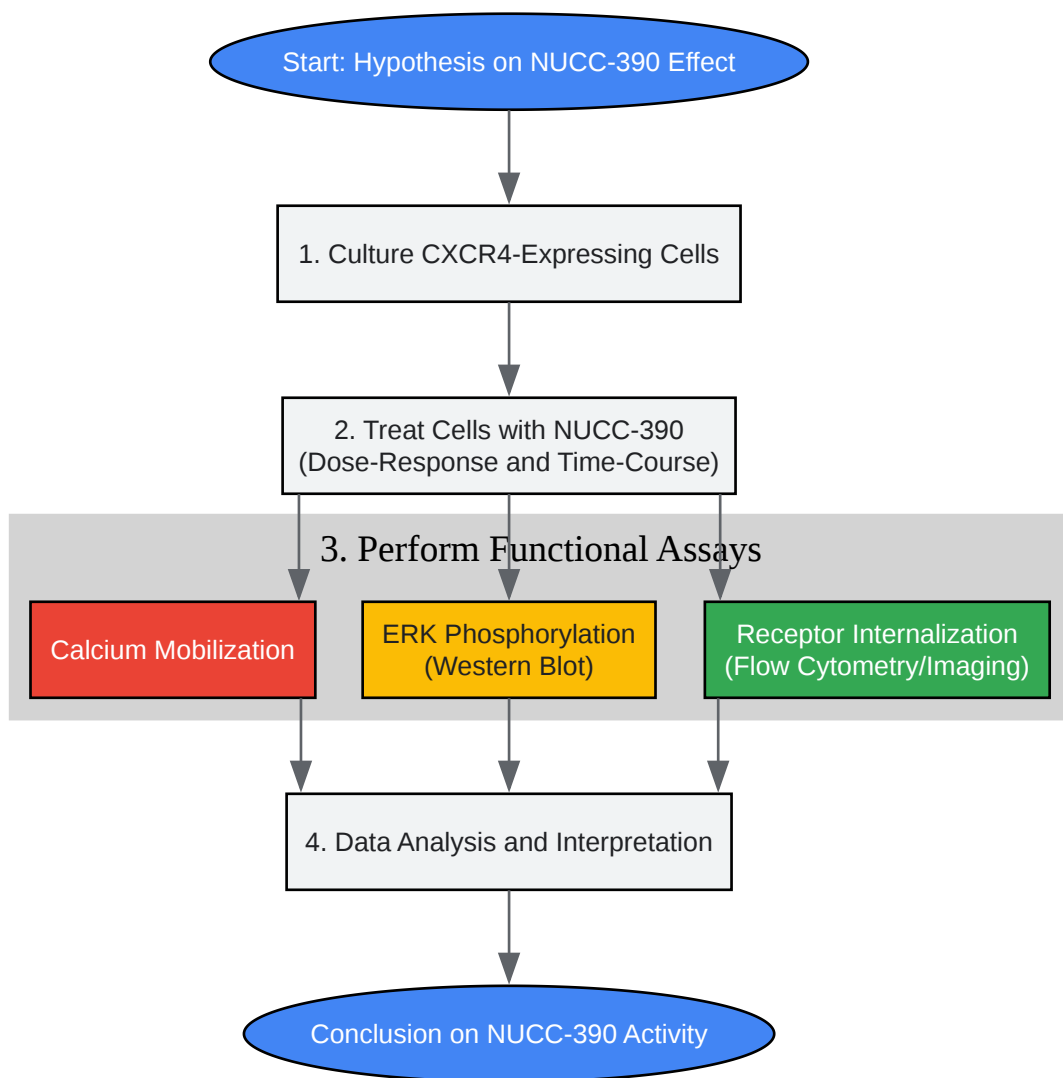 Start: Hypothesis on NUCC-390 Effect
1. Culture CXCR4-Expressing Cells
2. Treat Cells with NUCC-390
(Dose-Response and Time-Course)
3. Perform Functional Assays
Calcium Mobilization
ERK Phosphorylation
(Western Blot)
Receptor Internalization
(Flow Cytometry/Imaging)
4. Data Analysis and Interpretation
Conclusion on NUCC-390 Activity